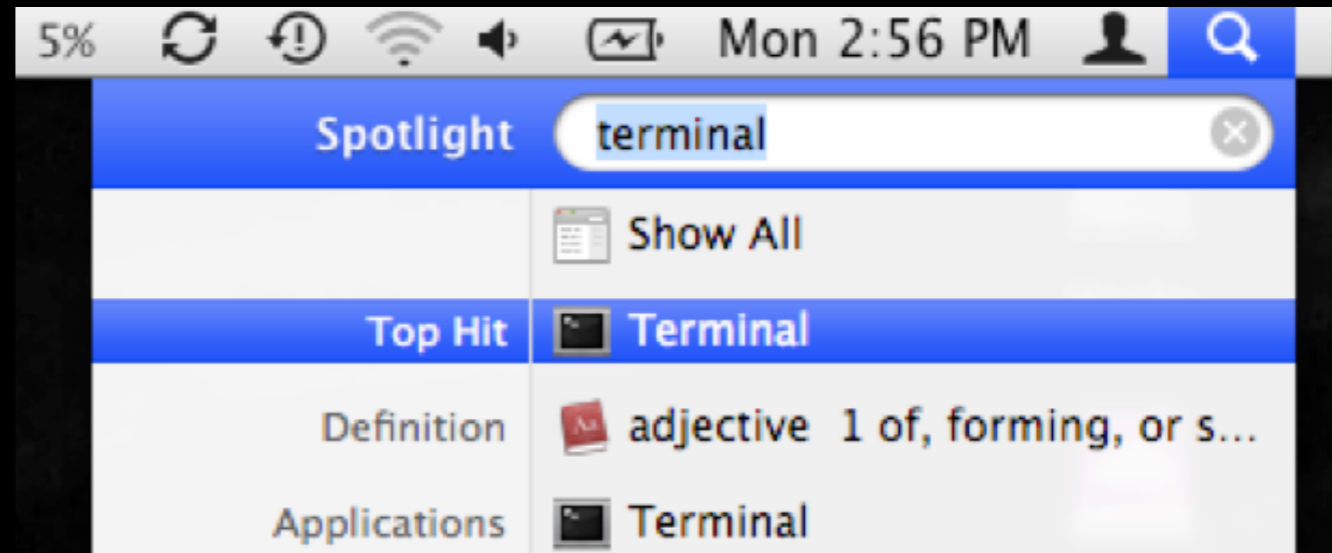 5% Mon 2:56 PM
Spotlight terminal
Show All
Top Hit Terminal
Definition adjective 1 of, forming, or s...
Applications Terminal